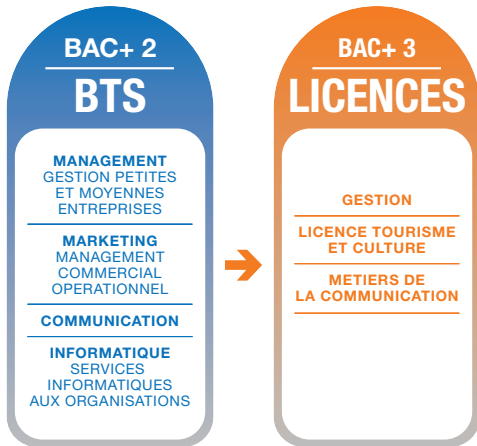 BAC+ 2
BTS
MANAGEMENT
GESTION PETITES
ET MOYENNES
ENTREPRISES
MARKETING
MANAGEMENT
COMMERCIAL
OPERATIONNEL
COMMUNICATION
INFORMATIQUE
SERVICES
INFORMATIQUES
AUX ORGANISATIONS
BAC+ 3
LICENCES
GESTION
LICENCE TOURISME
ET CULTURE
METIERS DE
LA COMMUNICATION